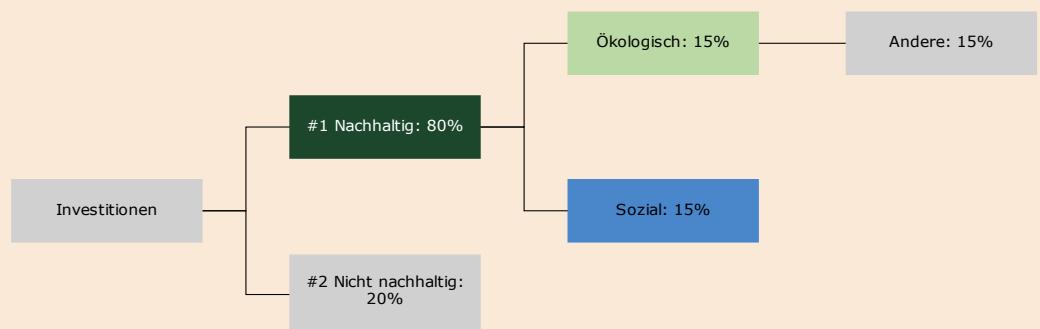 Ökologisch: 15%
Andere: 15%
#1 Nachhaltig: 80%
Investitionen
Sozial: 15%
#2 Nicht nachhaltig:
20%